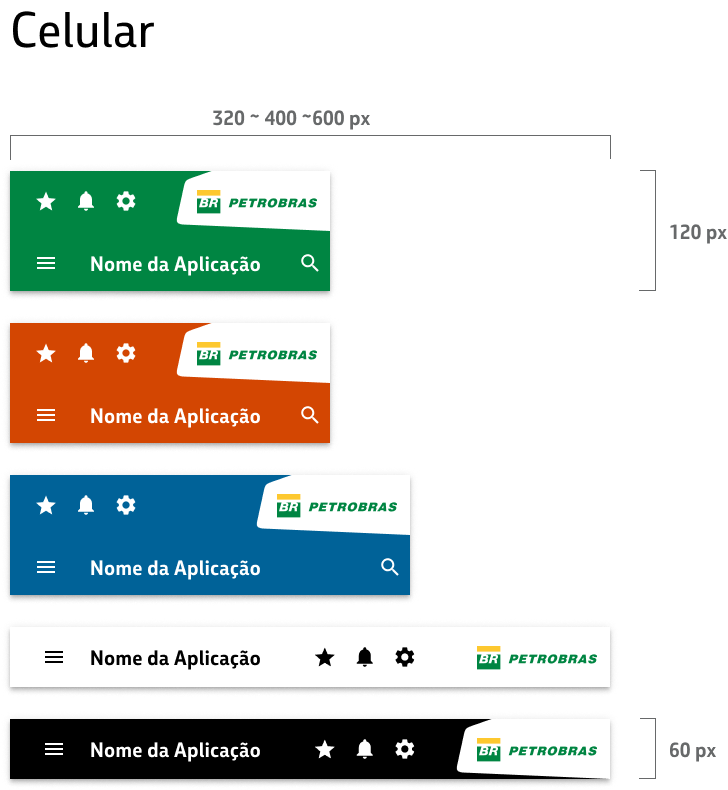 Celular
320 ~ 400 ~600 px
BR PETROBRAS
Nome da Aplicação
120 px
BR PETROBRAS
Nome da Aplicação
BR PETROBRAS
Nome da Aplicação
Nome da Aplicação BR PETROBRAS
Nome da Aplicação BR PETROBRAS
60 px